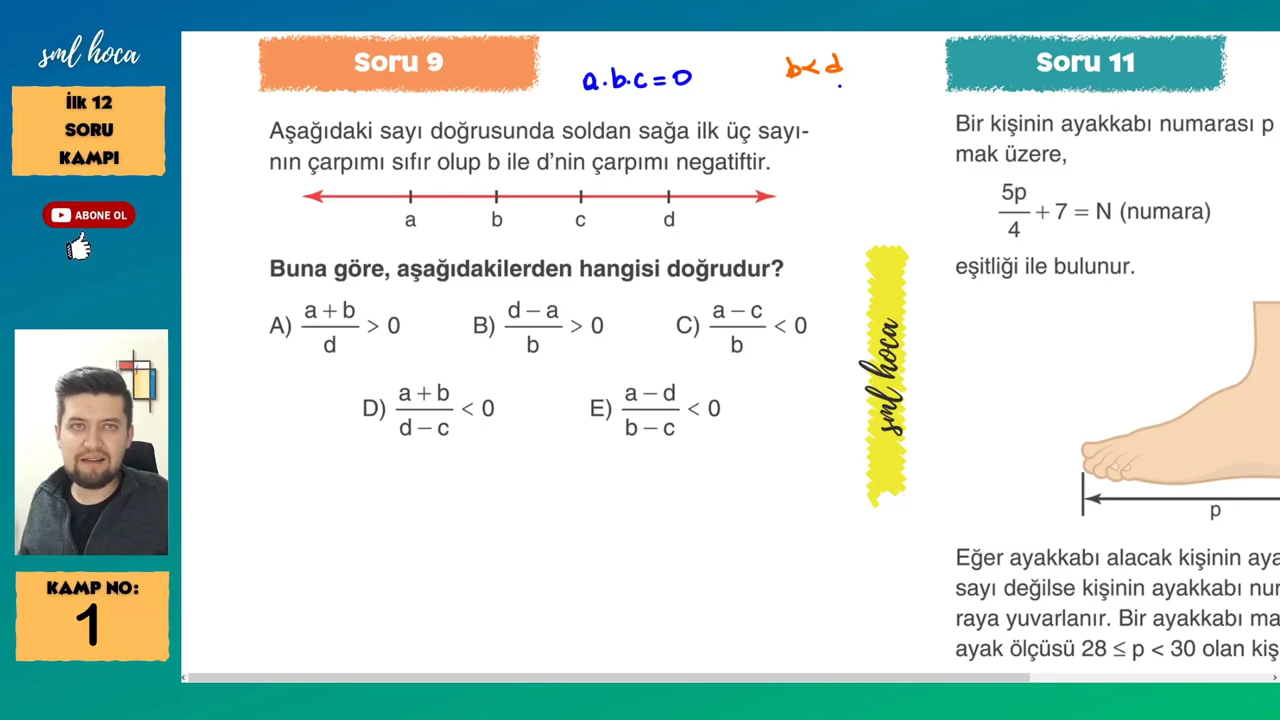 sml hoca
İlk 12
SORU
KAMPI
ABONE OL
KAMP NO:
1
Soru 9
a.b.c=0
b<d
Aşağıdaki sayı doğrusunda soldan sağa ilk üç sayı-
nın çarpımı sıfır olup b ile d’nin çarpımı negatiftir.
a b c d
Buna göre, aşağıdakilerden hangisi doğrudur?
A) (a + b)/d > 0 B) (d − a)/b > 0 C) (a − c)/b < 0
D) (a + b)/(d − c) < 0 E) (a − d)/(b − c) < 0
sml hoca
Soru 11
Bir kişinin ayakkabı numarası p
mak üzere,
5p/4 + 7 = N (numara)
eşitliği ile bulunur.
p
Eğer ayakkabı alacak kişinin aya
sayı değilse kişinin ayakkabı nu
raya yuvarlanır. Bir ayakkabı ma
ayak ölçüsü 28 ≤ p < 30 olan kiş